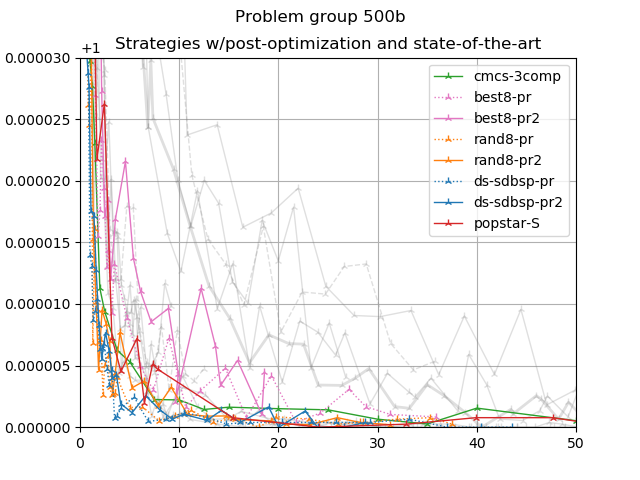 Problem group 500b
Strategies w/post-optimization and state-of-the-art
+1
0.000030
0.000025
0.000020
0.000015
0.000010
0.000005
0.000000
0 10 20 30 40 50
cmcs-3comp
best8-pr
best8-pr2
rand8-pr
rand8-pr2
ds-sdbsp-pr
ds-sdbsp-pr2
popstar-S